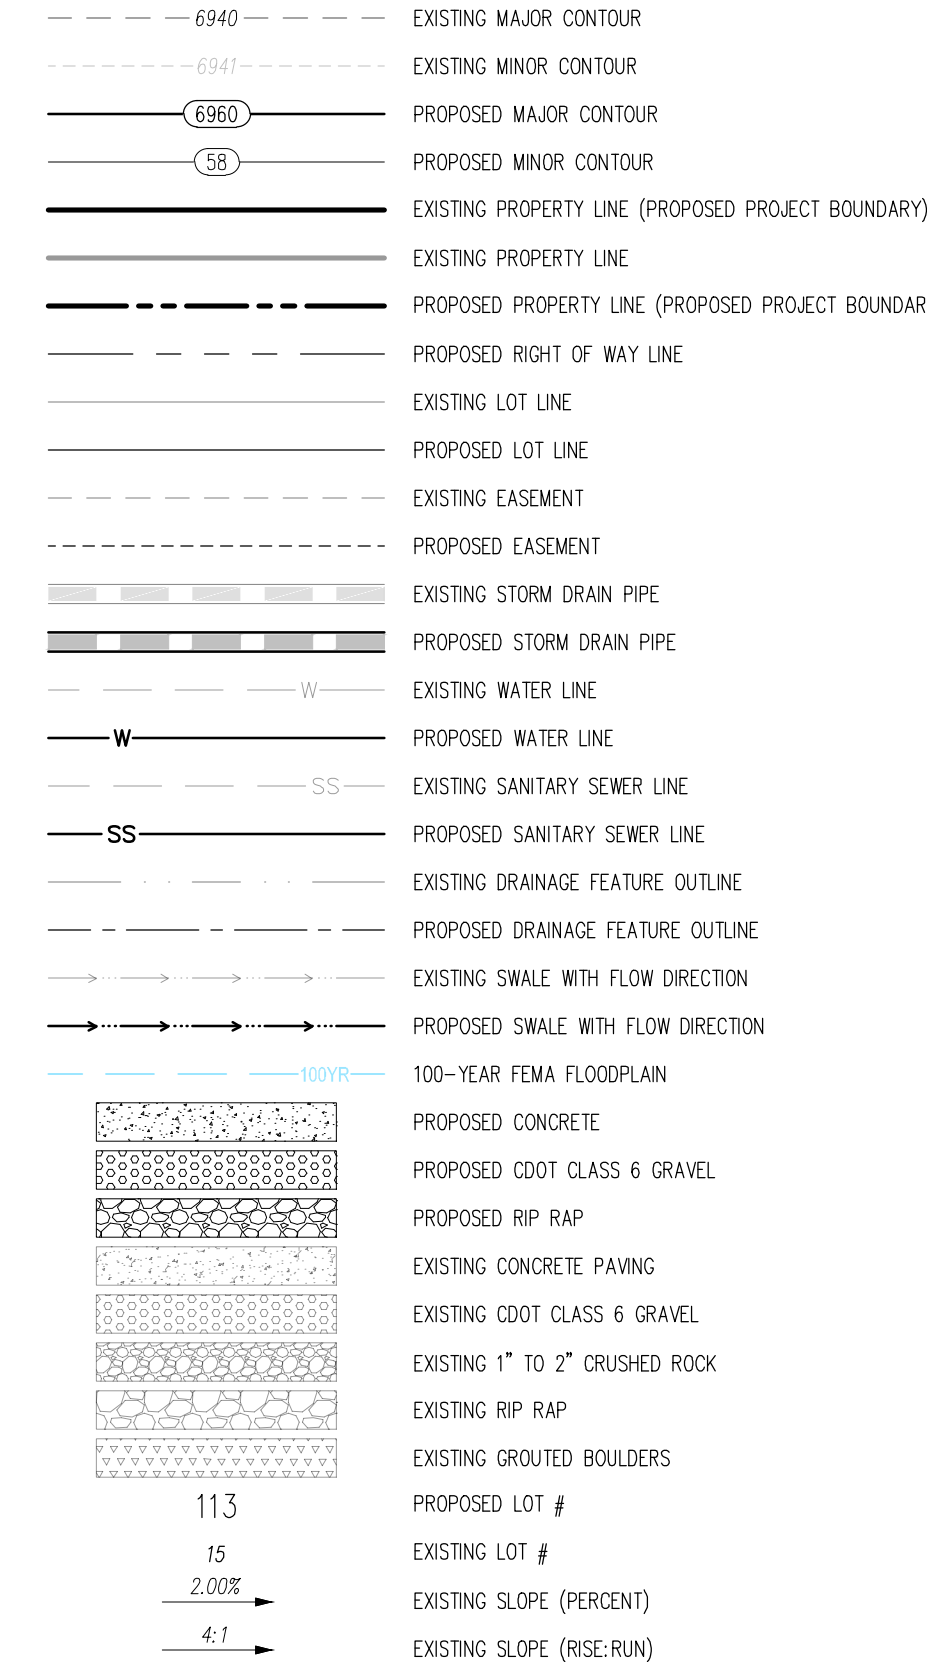 6940 EXISTING MAJOR CONTOUR
6941 EXISTING MINOR CONTOUR
6960 PROPOSED MAJOR CONTOUR
58 PROPOSED MINOR CONTOUR
EXISTING PROPERTY LINE (PROPOSED PROJECT BOUNDARY)
EXISTING PROPERTY LINE
PROPOSED PROPERTY LINE (PROPOSED PROJECT BOUNDAR
PROPOSED RIGHT OF WAY LINE
EXISTING LOT LINE
PROPOSED LOT LINE
EXISTING EASEMENT
PROPOSED EASEMENT
EXISTING STORM DRAIN PIPE
PROPOSED STORM DRAIN PIPE
W EXISTING WATER LINE
W PROPOSED WATER LINE
SS EXISTING SANITARY SEWER LINE
SS PROPOSED SANITARY SEWER LINE
EXISTING DRAINAGE FEATURE OUTLINE
PROPOSED DRAINAGE FEATURE OUTLINE
EXISTING SWALE WITH FLOW DIRECTION
PROPOSED SWALE WITH FLOW DIRECTION
100YR 100-YEAR FEMA FLOODPLAIN
PROPOSED CONCRETE
PROPOSED CDOT CLASS 6 GRAVEL
PROPOSED RIP RAP
EXISTING CONCRETE PAVING
EXISTING CDOT CLASS 6 GRAVEL
EXISTING 1" TO 2" CRUSHED ROCK
EXISTING RIP RAP
EXISTING GROUTED BOULDERS
113 PROPOSED LOT #
15 EXISTING LOT #
2.00% EXISTING SLOPE (PERCENT)
4:1 EXISTING SLOPE (RISE:RUN)